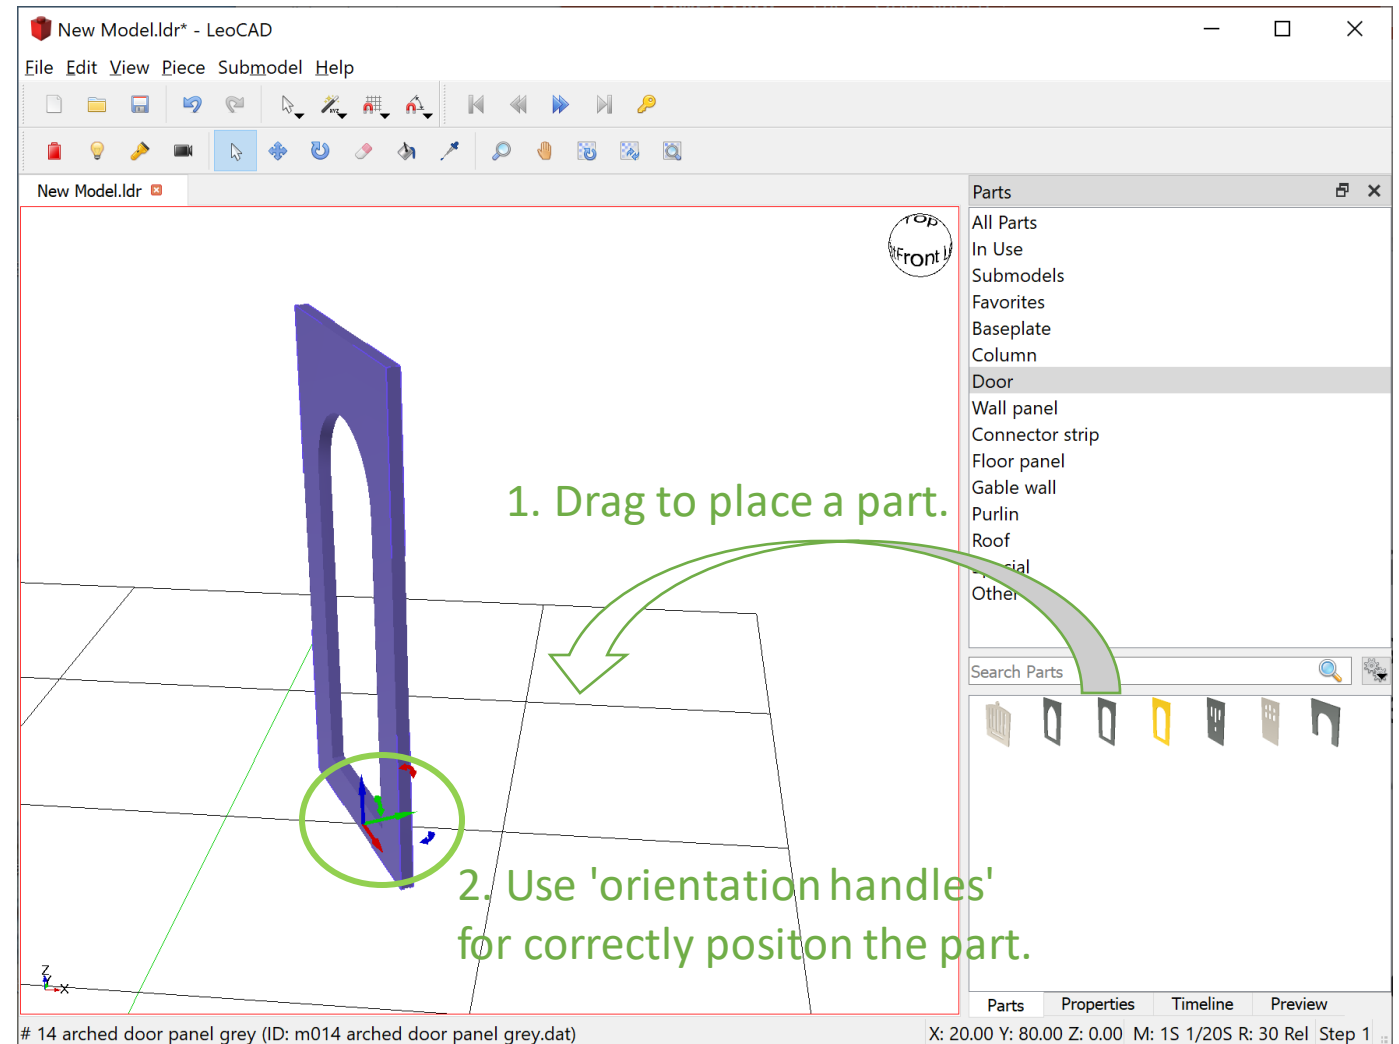 New Model.ldr* - LeoCAD
File Edit View Piece Submodel Help
New Model.ldr
Parts
All Parts
In Use
Submodels
Favorites
Baseplate
Column
Door
Wall panel
Connector strip
Floor panel
Gable wall
Purlin
Roof
Special
Other
Search Parts
Top
Front
1. Drag to place a part.
2. Use 'orientation handles'
for correctly positon the part.
Z
Y
X
Parts Properties Timeline Preview
# 14 arched door panel grey (ID: m014 arched door panel grey.dat)
X: 20.00 Y: 80.00 Z: 0.00 M: 1S 1/20S R: 30 Rel Step 1